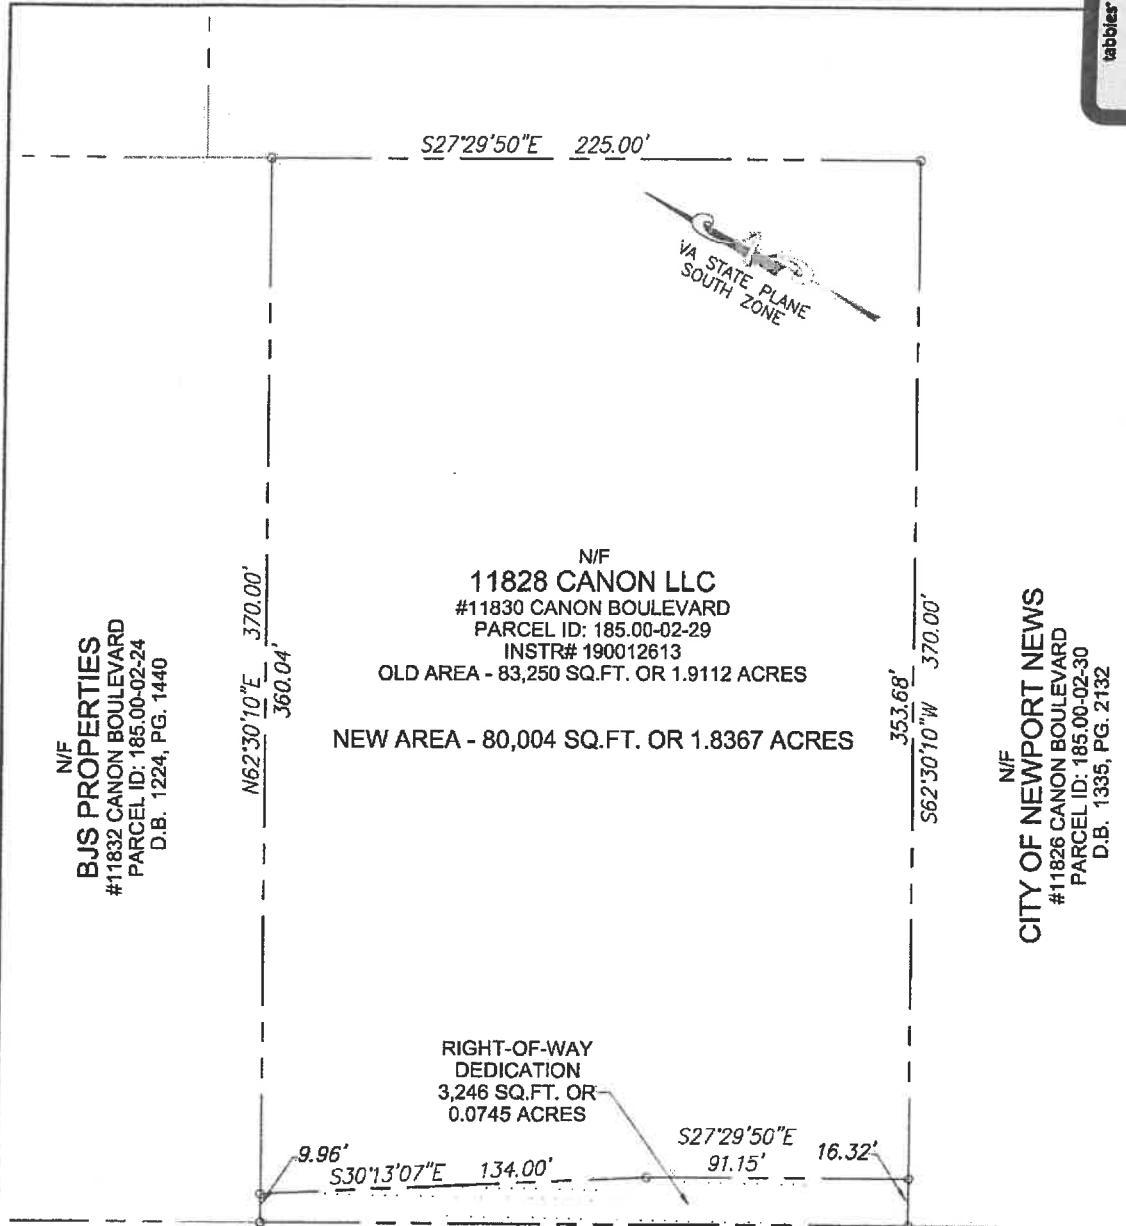 tabbies®
S27°29'50"E 225.00'
VA STATE PLANE
SOUTH ZONE
N/F
11828 CANON LLC
#11830 CANON BOULEVARD
PARCEL ID: 185.00-02-29
INSTR# 190012613
OLD AREA - 83,250 SQ.FT. OR 1.9112 ACRES
NEW AREA - 80,004 SQ.FT. OR 1.8367 ACRES
N/F
BJS PROPERTIES
#11832 CANON BOULEVARD
PARCEL ID: 185.00-02-24
D.B. 1224, PG. 1440
N62°30'10"E 370.00'
360.04'
353.68'
S62°30'10"W 370.00'
N/F
CITY OF NEWPORT NEWS
#11826 CANON BOULEVARD
PARCEL ID: 185.00-02-30
D.B. 1335, PG. 2132
RIGHT-OF-WAY
DEDICATION
3,246 SQ.FT. OR
0.0745 ACRES
9.96'
S30°13'07"E 134.00'
S27°29'50"E
91.15'
16.32'